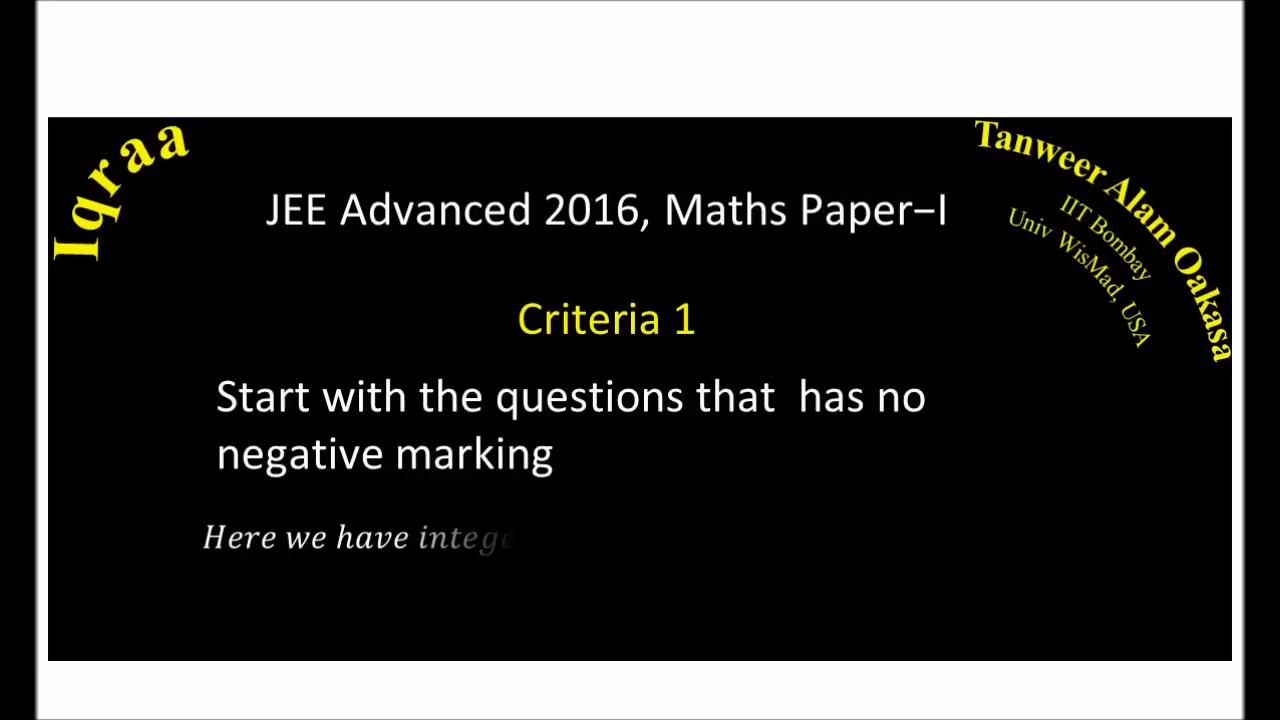 Iqraa
Tanweer Alam Oakasa
IIT Bombay
Univ WisMad, USA
JEE Advanced 2016, Maths Paper–I
Criteria 1
Start with the questions that  has no
negative marking
Here we have